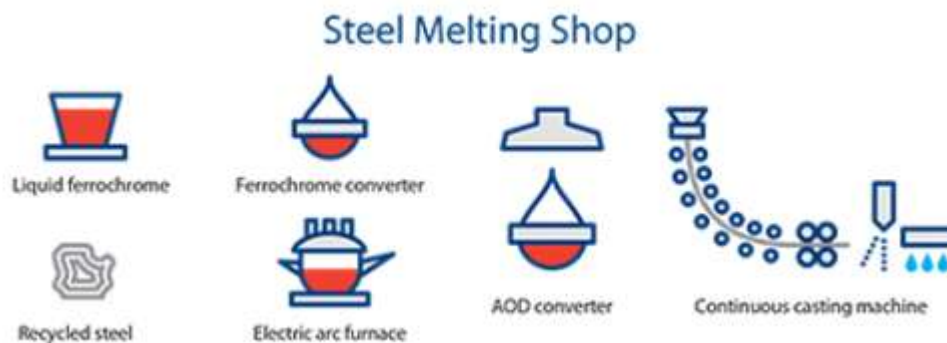 Steel Melting Shop
Liquid ferrochrome
Ferrochrome converter
Recycled steel
Electric arc furnace
AOD converter
Continuous casting machine